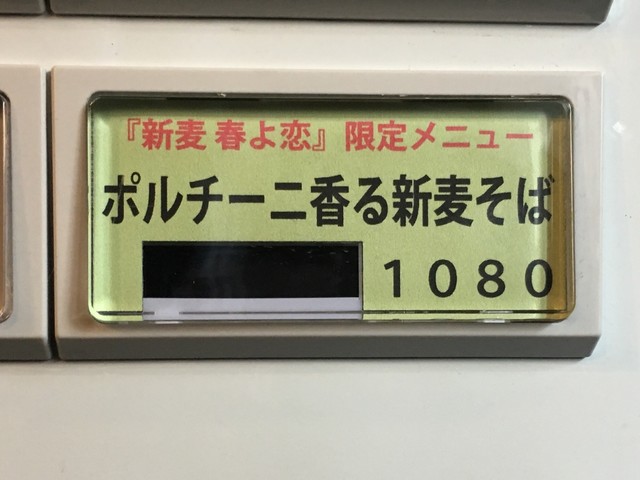 『新麦 春よ恋』限定メニュー
ポルチーニ香る新麦そば
１０８０